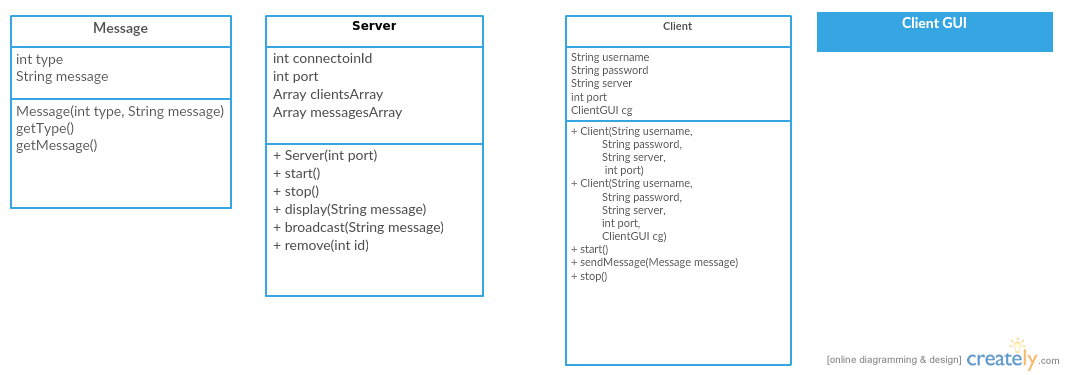 Message
int type
String message
Message(int type, String message)
getType()
getMessage()
Server
int connectoinId
int port
Array clientsArray
Array messagesArray
+ Server(int port)
+ start()
+ stop()
+ display(String message)
+ broadcast(String message)
+ remove(int id)
Client
String username
String password
String server
int port
ClientGUI cg
+ Client(String username,
String password,
String server,
int port)
+ Client(String username,
String password,
String server,
int port,
ClientGUI cg)
+ start()
+ sendMessage(Message message)
+ stop()
Client GUI
[online diagramming & design] creately.com